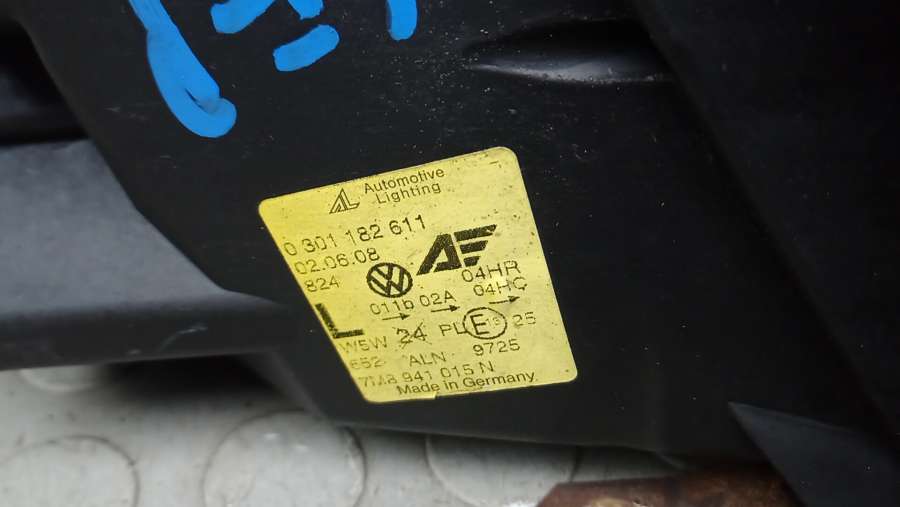 Automotive
Lighting
0 301 182 611
02.06.08
824
04HR
04HC
011b 02A
L
W5W 24 PL E 25
652 ALN 9725
7M3 941 015 N
Made in Germany